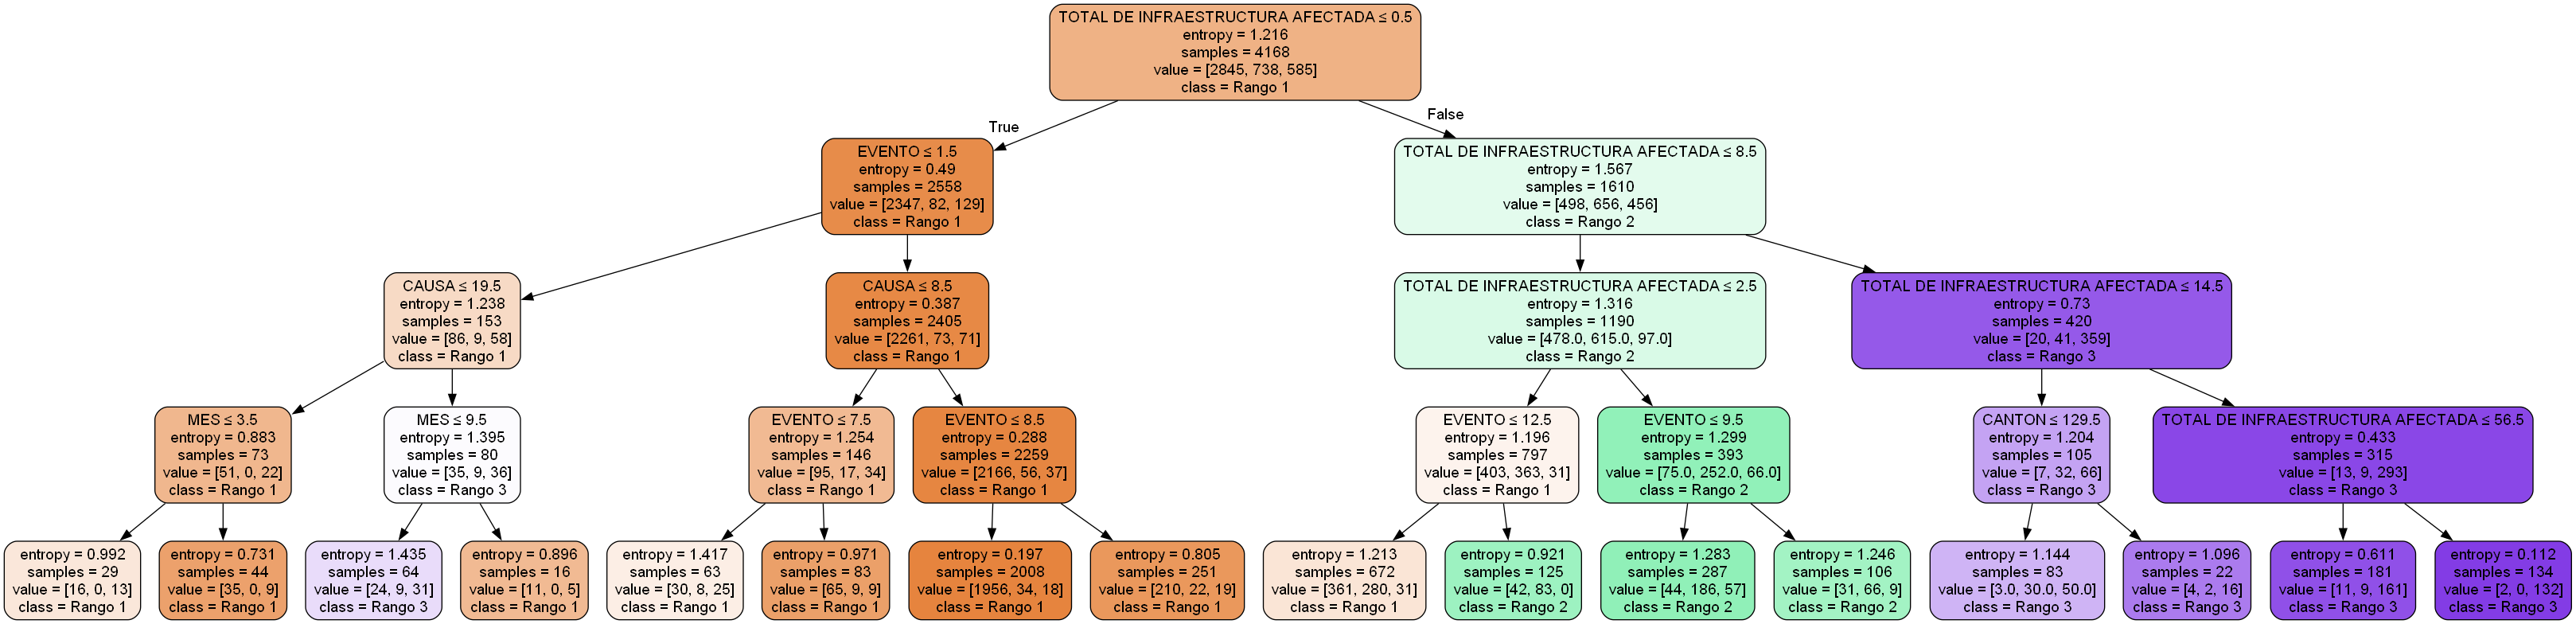 TOTAL DE INFRAESTRUCTURA AFECTADA ≤ 0.5
entropy = 1.216
samples = 4168
value = [2845, 738, 585]
class = Rango 1
True
False
EVENTO ≤ 1.5
entropy = 0.49
samples = 2558
value = [2347, 82, 129]
class = Rango 1
TOTAL DE INFRAESTRUCTURA AFECTADA ≤ 8.5
entropy = 1.567
samples = 1610
value = [498, 656, 456]
class = Rango 2
CAUSA ≤ 19.5
entropy = 1.238
samples = 153
value = [86, 9, 58]
class = Rango 1
CAUSA ≤ 8.5
entropy = 0.387
samples = 2405
value = [2261, 73, 71]
class = Rango 1
TOTAL DE INFRAESTRUCTURA AFECTADA ≤ 2.5
entropy = 1.316
samples = 1190
value = [478.0, 615.0, 97.0]
class = Rango 2
TOTAL DE INFRAESTRUCTURA AFECTADA ≤ 14.5
entropy = 0.73
samples = 420
value = [20, 41, 359]
class = Rango 3
MES ≤ 3.5
entropy = 0.883
samples = 73
value = [51, 0, 22]
class = Rango 1
MES ≤ 9.5
entropy = 1.395
samples = 80
value = [35, 9, 36]
class = Rango 3
EVENTO ≤ 7.5
entropy = 1.254
samples = 146
value = [95, 17, 34]
class = Rango 1
EVENTO ≤ 8.5
entropy = 0.288
samples = 2259
value = [2166, 56, 37]
class = Rango 1
EVENTO ≤ 12.5
entropy = 1.196
samples = 797
value = [403, 363, 31]
class = Rango 1
EVENTO ≤ 9.5
entropy = 1.299
samples = 393
value = [75.0, 252.0, 66.0]
class = Rango 2
CANTON ≤ 129.5
entropy = 1.204
samples = 105
value = [7, 32, 66]
class = Rango 3
TOTAL DE INFRAESTRUCTURA AFECTADA ≤ 56.5
entropy = 0.433
samples = 315
value = [13, 9, 293]
class = Rango 3
entropy = 0.992
samples = 29
value = [16, 0, 13]
class = Rango 1
entropy = 0.731
samples = 44
value = [35, 0, 9]
class = Rango 1
entropy = 1.435
samples = 64
value = [24, 9, 31]
class = Rango 3
entropy = 0.896
samples = 16
value = [11, 0, 5]
class = Rango 1
entropy = 1.417
samples = 63
value = [30, 8, 25]
class = Rango 1
entropy = 0.971
samples = 83
value = [65, 9, 9]
class = Rango 1
entropy = 0.197
samples = 2008
value = [1956, 34, 18]
class = Rango 1
entropy = 0.805
samples = 251
value = [210, 22, 19]
class = Rango 1
entropy = 1.213
samples = 672
value = [361, 280, 31]
class = Rango 1
entropy = 0.921
samples = 125
value = [42, 83, 0]
class = Rango 2
entropy = 1.283
samples = 287
value = [44, 186, 57]
class = Rango 2
entropy = 1.246
samples = 106
value = [31, 66, 9]
class = Rango 2
entropy = 1.144
samples = 83
value = [3.0, 30.0, 50.0]
class = Rango 3
entropy = 1.096
samples = 22
value = [4, 2, 16]
class = Rango 3
entropy = 0.611
samples = 181
value = [11, 9, 161]
class = Rango 3
entropy = 0.112
samples = 134
value = [2, 0, 132]
class = Rango 3